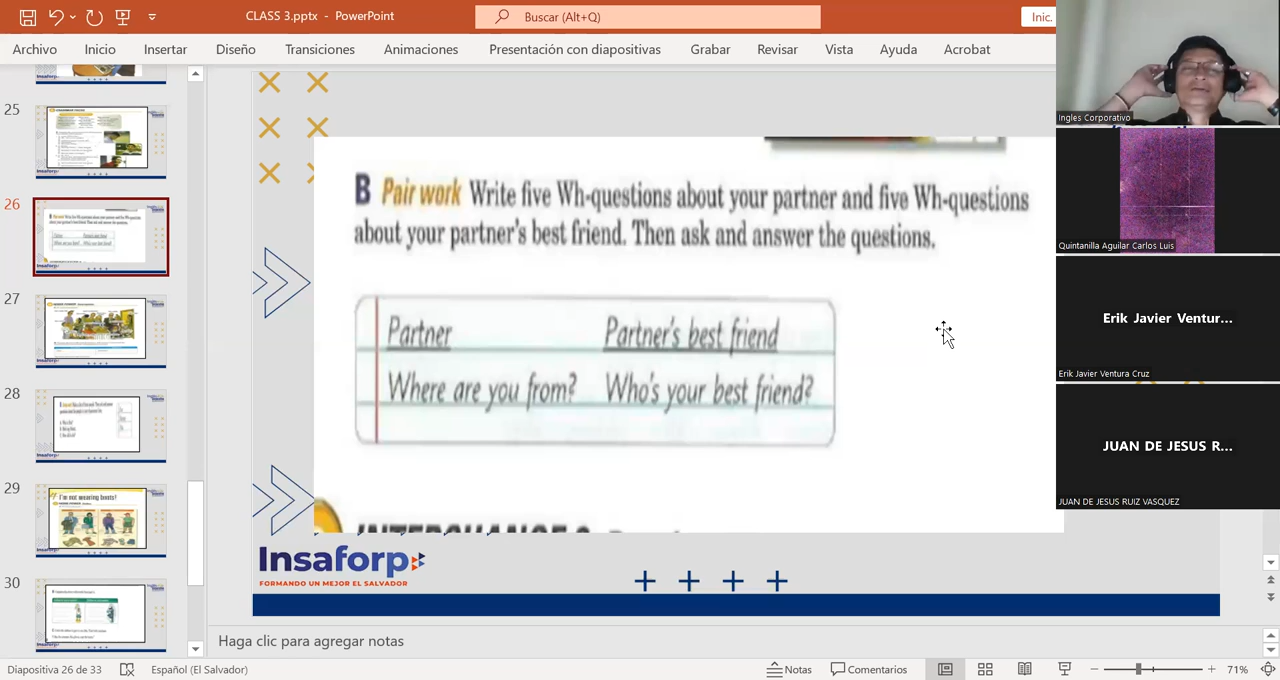 CLASS 3.pptx - PowerPoint
Buscar (Alt+Q)
Inic.
Archivo Inicio Insertar Diseño Transiciones Animaciones Presentación con diapositivas Grabar Revisar Vista Ayuda Acrobat
25
26
27
28
29
I'm not wearing boots!
30
B Pair work Write five Wh-questions about your partner and five Wh-questions
about your partner's best friend. Then ask and answer the questions.
Partner Partner's best friend
Where are you from? Who's your best friend?
Insaforp
FORMANDO UN MEJOR EL SALVADOR
Ingles Corporativo
Quintanilla Aguilar Carlos Luis
Erik Javier Ventur...
Erik Javier Ventura Cruz
JUAN DE JESUS R...
JUAN DE JESUS RUIZ VASQUEZ
Haga clic para agregar notas
Diapositiva 26 de 33 Español (El Salvador) Notas Comentarios 71%